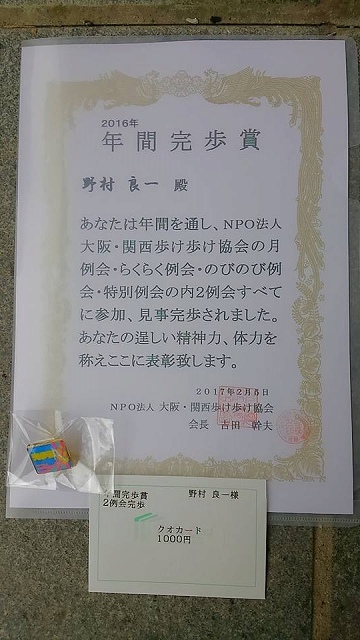 2016年
年間完歩賞
野村 良一 殿
あなたは年間を通し、NPO法人
大阪・関西歩け歩け協会の月
例会・らくらく例会・のびのび例
会・特別例会の内2例会すべて
に参加、見事完歩されました。
あなたの逞しい精神力、体力を
称えここに表彰致します。
2017年2月5日
NPO法人 大阪・関西歩け歩け協会
会長 吉田 幹夫
年間完歩賞 野村 良一様
2例会完歩
クオカード
1000円